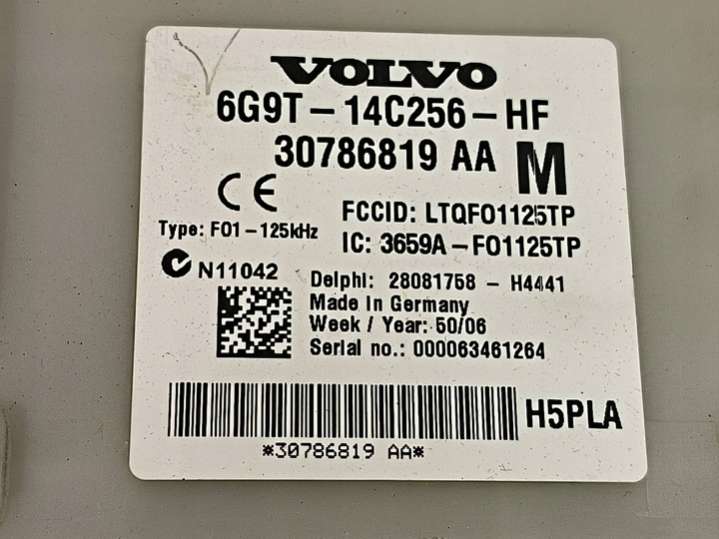 VOLVO
6G9T-14C256-HF
30786819 AA M
CE
FCCID: LTQFO1125TP
Type: F01-125kHz
IC: 3659A-FO1125TP
N11042
Delphi: 28081758 - H4441
Made In Germany
Week / Year: 50/06
Serial no.: 000063461264
H5PLA
*30786819 AA*